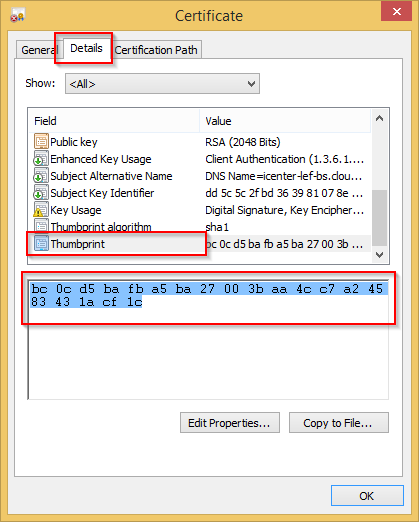 Certificate
General
Details
Certification Path
Show:
<All>
Field
Value
Public key
RSA (2048 Bits)
Enhanced Key Usage
Client Authentication (1.3.6.1....
Subject Alternative Name
DNS Name=icenter-lef-bs.clou...
Subject Key Identifier
dd 5c 5c 2f bd 36 39 81 07 8e ...
Key Usage
Digital Signature, Key Encipher...
Thumbprint algorithm
sha1
Thumbprint
bc 0c d5 ba fb a5 ba 27 00 3b ...
bc 0c d5 ba fb a5 ba 27 00 3b aa 4c c7 a2 45
83 43 1a cf 1c
Edit Properties...
Copy to File...
OK